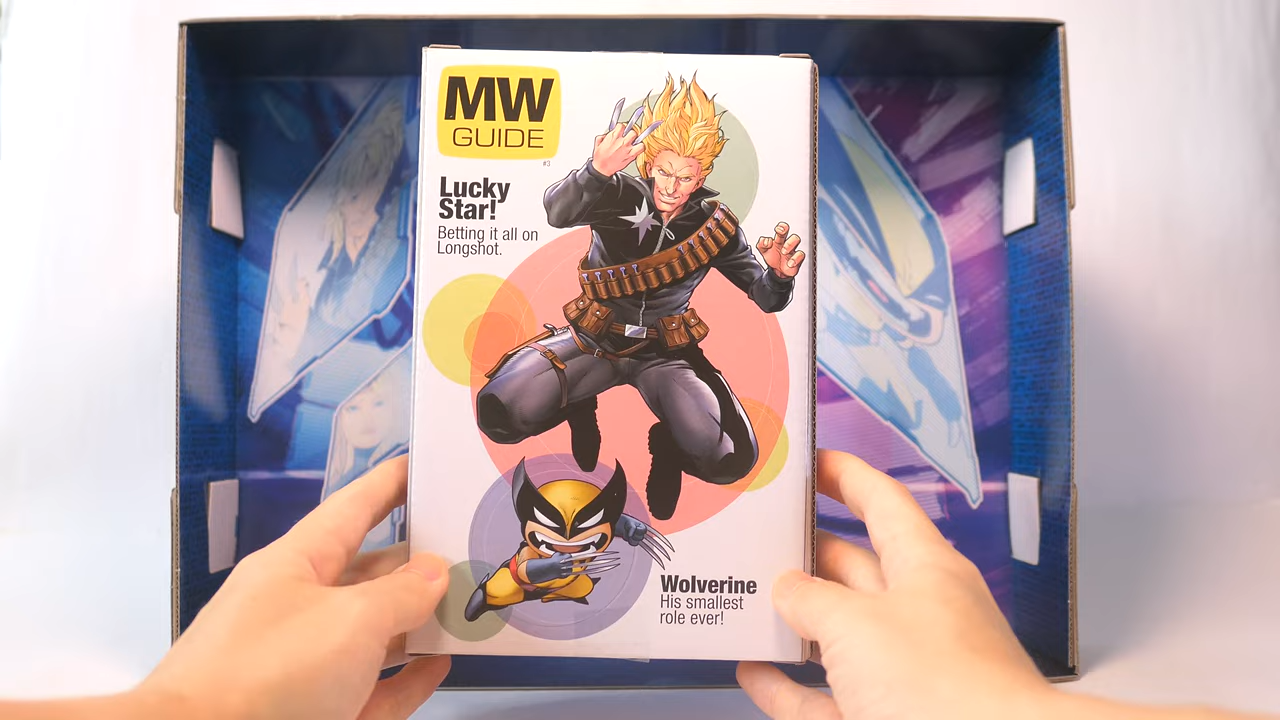 MW
GUIDE
#3
Lucky
Star!
Betting it all on
Longshot.
Wolverine
His smallest
role ever!